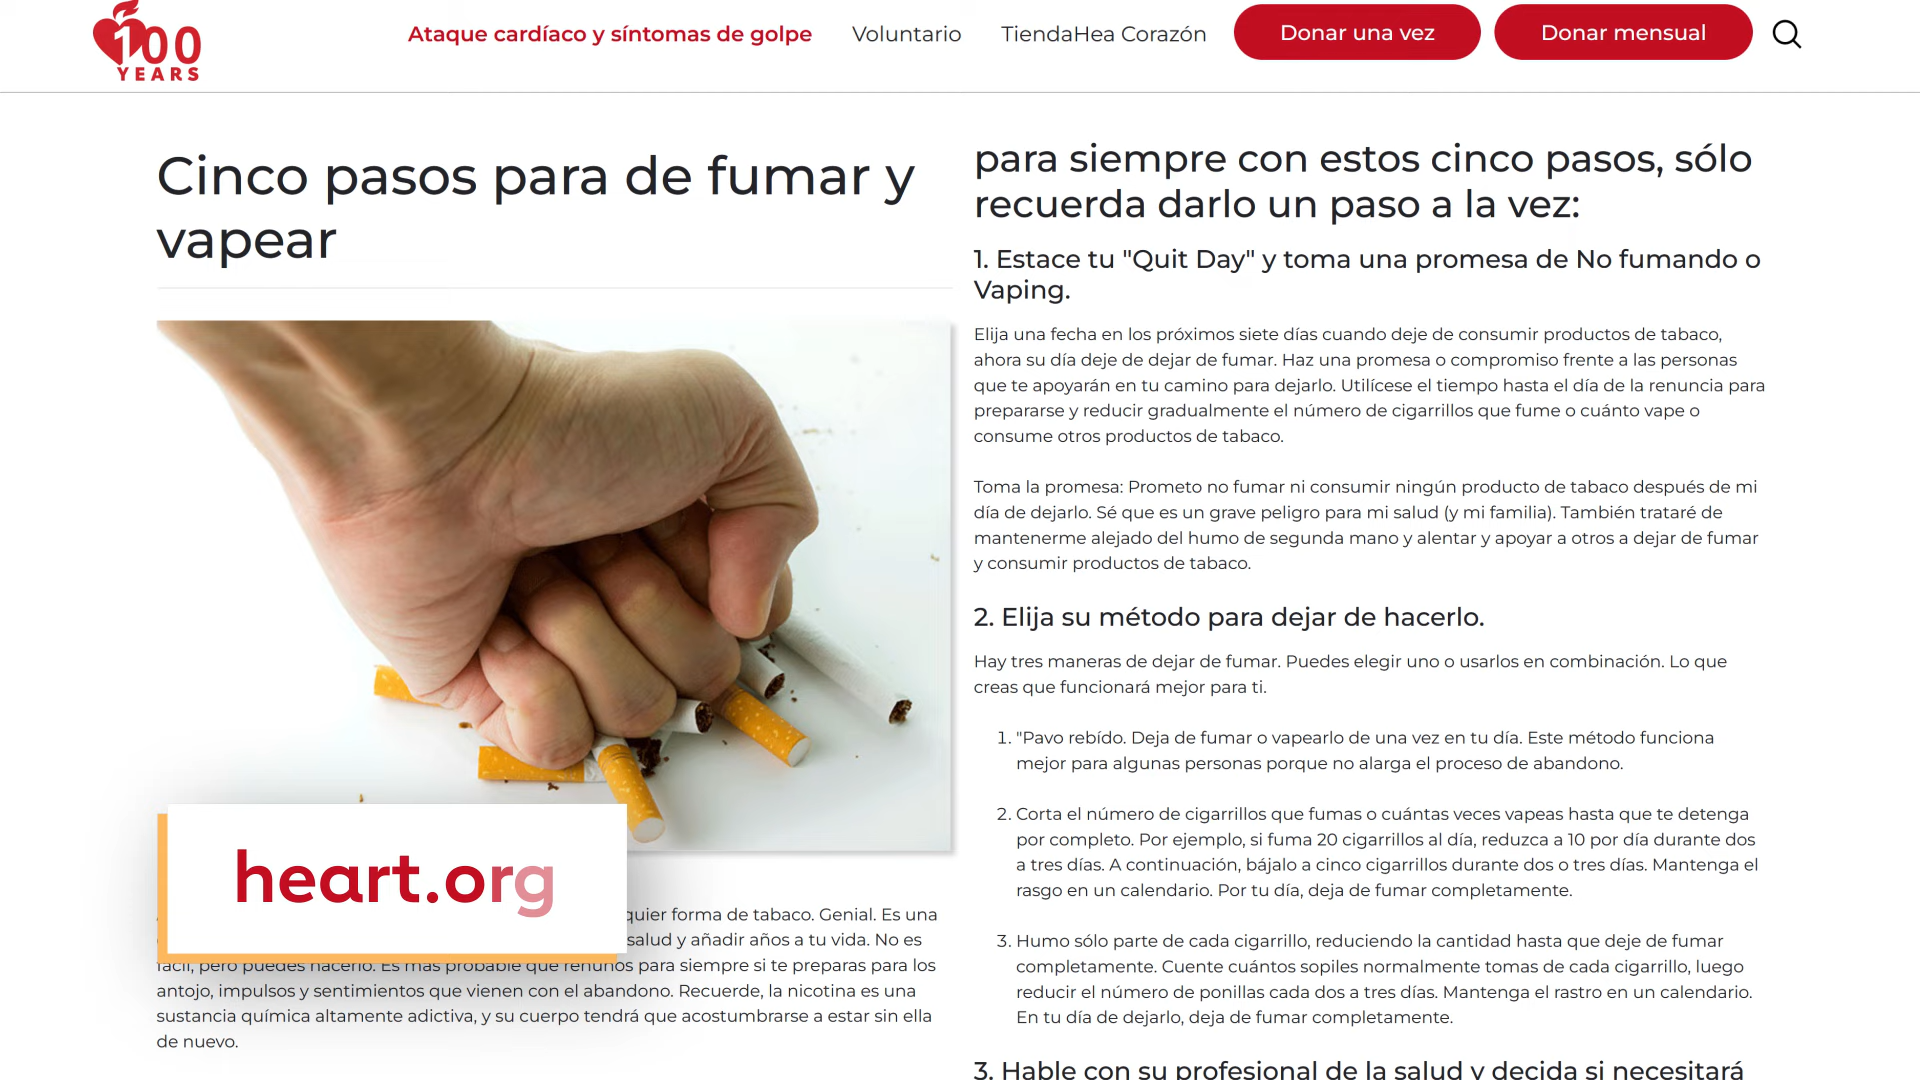 100
YEARS
Ataque cardíaco y síntomas de golpe
Voluntario
TiendaHea Corazón
Donar una vez
Donar mensual
Cinco pasos para de fumar y
vapear
heart.org
quier forma de tabaco. Genial. Es una
salud y añadir años a tu vida. No es
fácil, pero puedes hacerlo. Es más probable que renuños para siempre si te preparas para los
antojo, impulsos y sentimientos que vienen con el abandono. Recuerde, la nicotina es una
sustancia química altamente adictiva, y su cuerpo tendrá que acostumbrarse a estar sin ella
de nuevo.
para siempre con estos cinco pasos, sólo
recuerda darlo un paso a la vez:
1. Estace tu "Quit Day" y toma una promesa de No fumando o
Vaping.
Elija una fecha en los próximos siete días cuando deje de consumir productos de tabaco,
ahora su día deje de dejar de fumar. Haz una promesa o compromiso frente a las personas
que te apoyarán en tu camino para dejarlo. Utilícese el tiempo hasta el día de la renuncia para
prepararse y reducir gradualmente el número de cigarrillos que fume o cuánto vape o
consume otros productos de tabaco.
Toma la promesa: Prometo no fumar ni consumir ningún producto de tabaco después de mi
día de dejarlo. Sé que es un grave peligro para mi salud (y mi familia). También trataré de
mantenerme alejado del humo de segunda mano y alentar y apoyar a otros a dejar de fumar
y consumir productos de tabaco.
2. Elija su método para dejar de hacerlo.
Hay tres maneras de dejar de fumar. Puedes elegir uno o usarlos en combinación. Lo que
creas que funcionará mejor para ti.
1. "Pavo rebído. Deja de fumar o vapearlo de una vez en tu día. Este método funciona
mejor para algunas personas porque no alarga el proceso de abandono.
2. Corta el número de cigarrillos que fumas o cuántas veces vapeas hasta que te detenga
por completo. Por ejemplo, si fuma 20 cigarrillos al día, reduzca a 10 por día durante dos
a tres días. A continuación, bájalo a cinco cigarrillos durante dos o tres días. Mantenga el
rasgo en un calendario. Por tu día, deja de fumar completamente.
3. Humo sólo parte de cada cigarrillo, reduciendo la cantidad hasta que deje de fumar
completamente. Cuente cuántos sopiles normalmente tomas de cada cigarrillo, luego
reducir el número de ponillas cada dos a tres días. Mantenga el rastro en un calendario.
En tu día de dejarlo, deja de fumar completamente.
3. Hable con su profesional de la salud y decida si necesitará